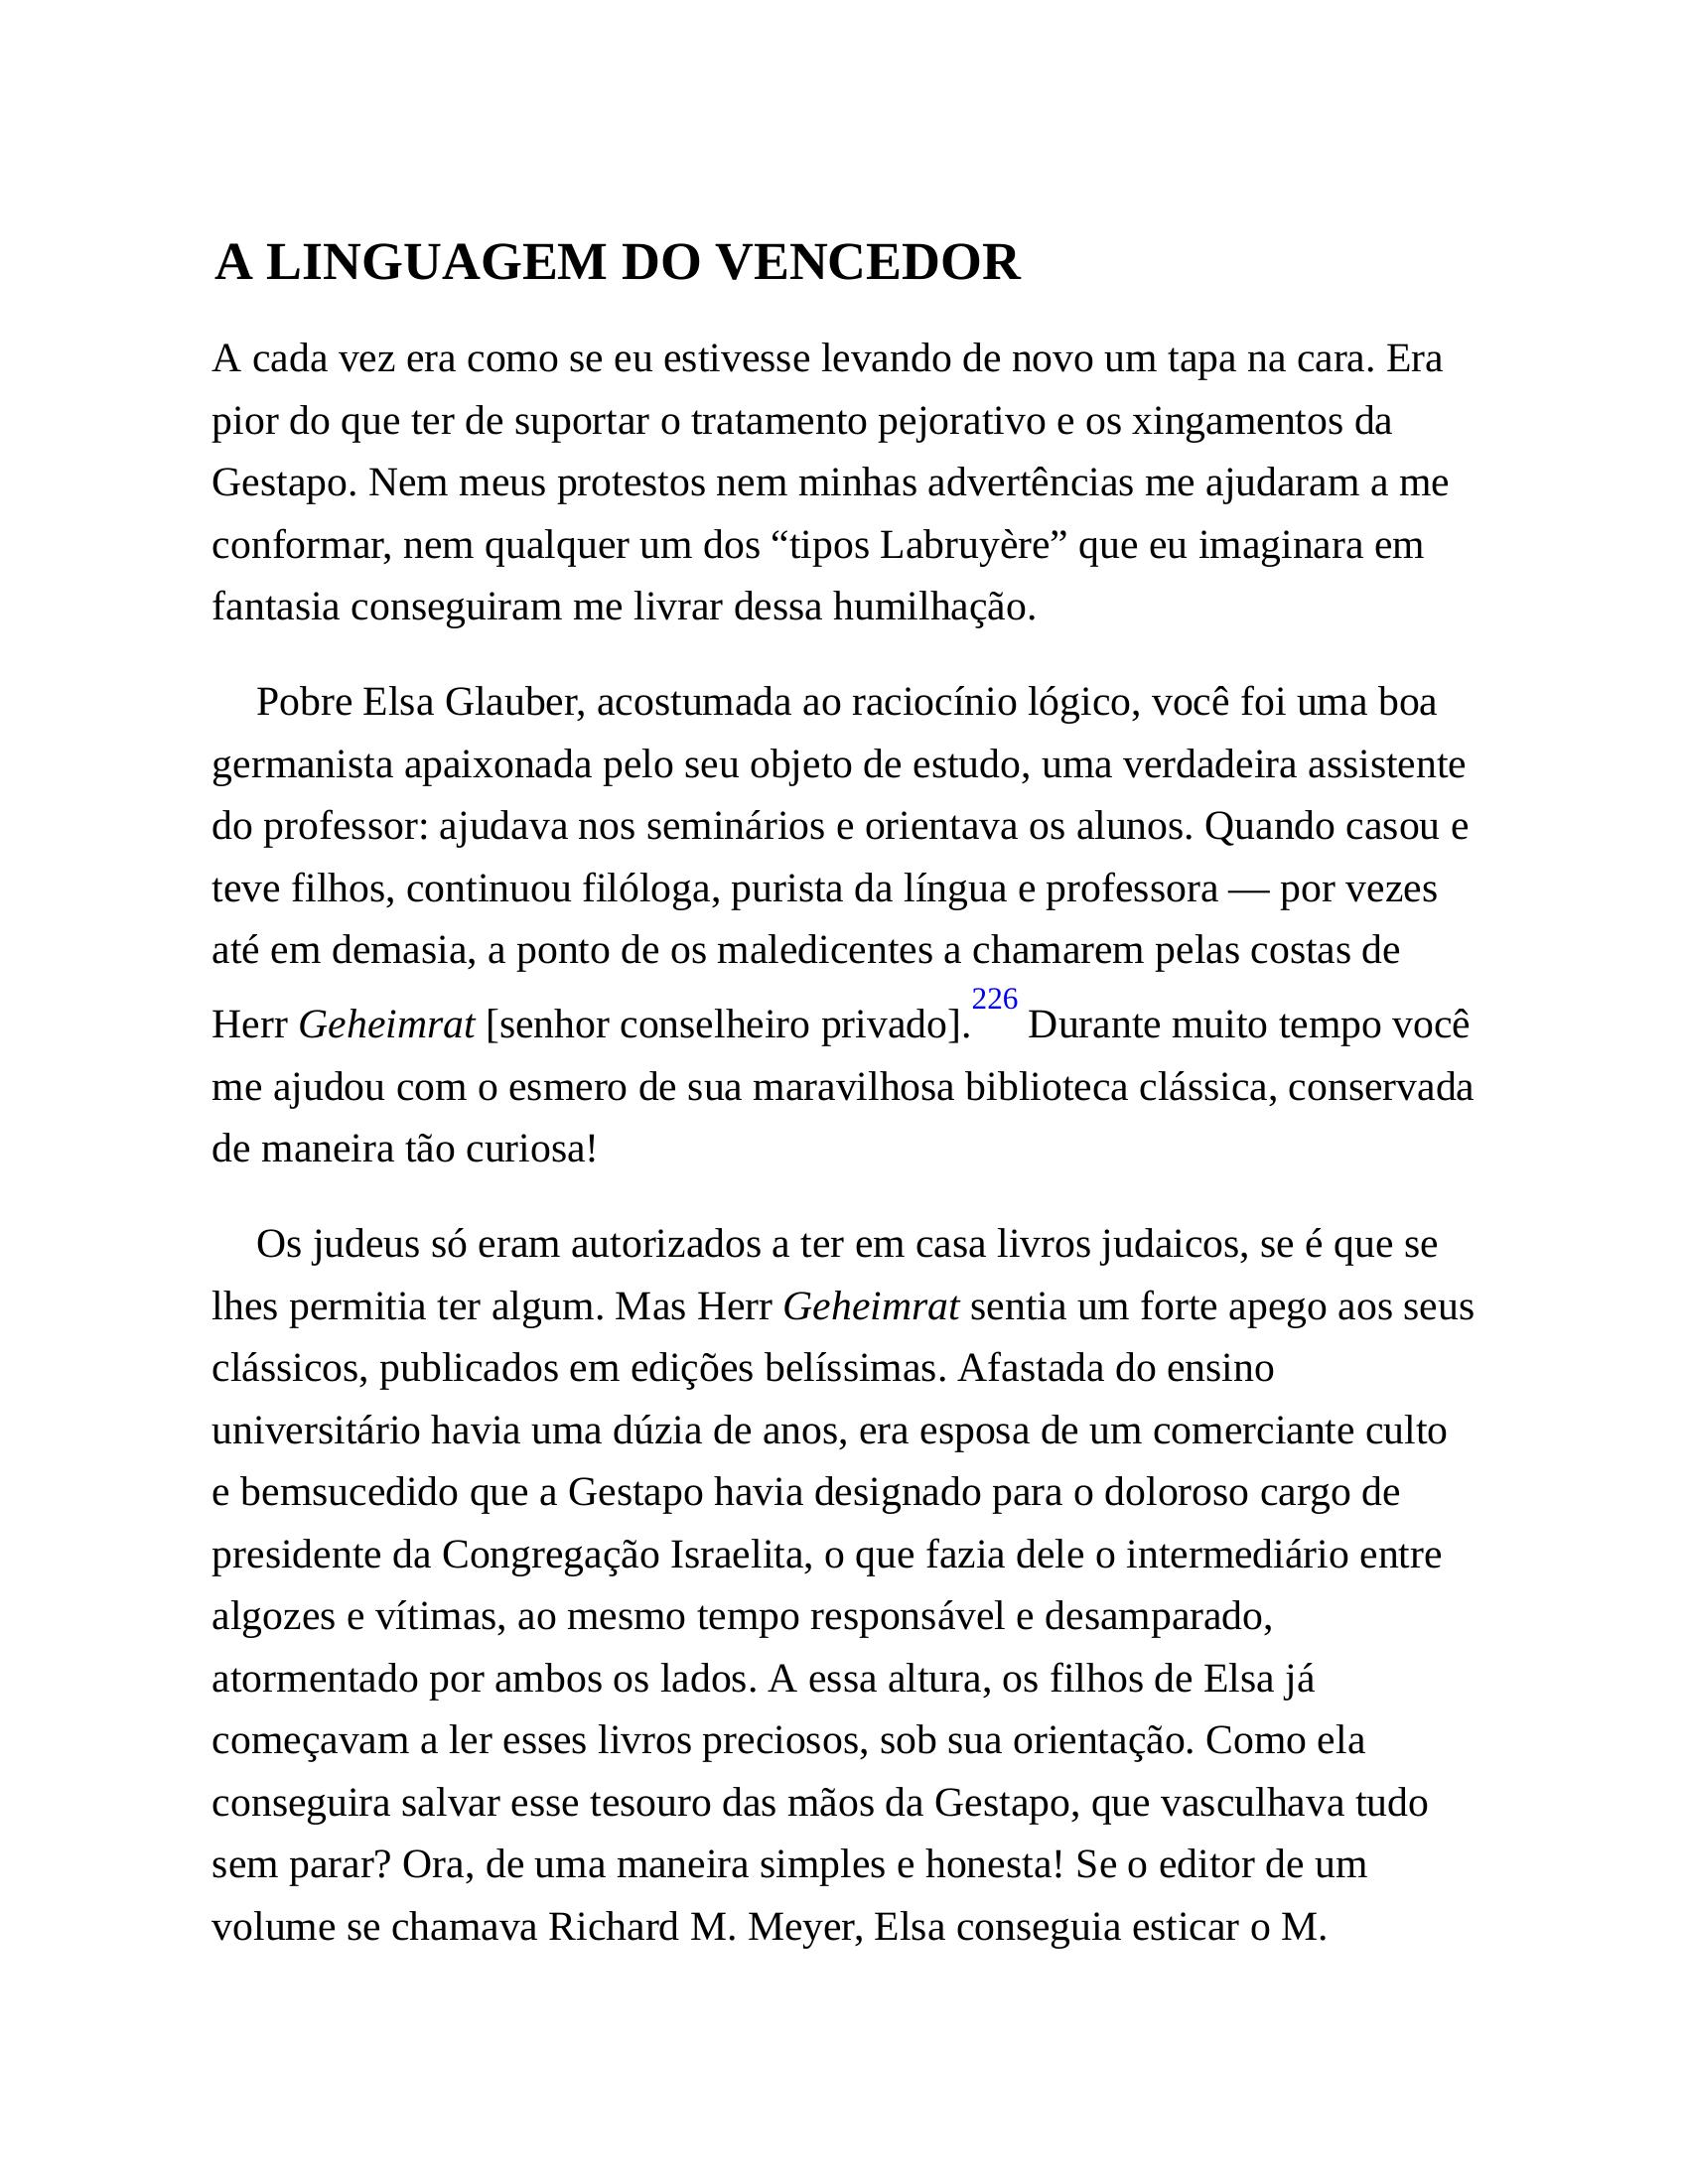 A LINGUAGEM DO VENCEDOR
A cada vez era como se eu estivesse levando de novo um tapa na cara. Era
pior do que ter de suportar o tratamento pejorativo e os xingamentos da
Gestapo. Nem meus protestos nem minhas advertências me ajudaram a me
conformar, nem qualquer um dos “tipos Labruyère” que eu imaginara em
fantasia conseguiram me livrar dessa humilhação.
Pobre Elsa Glauber, acostumada ao raciocínio lógico, você foi uma boa
germanista apaixonada pelo seu objeto de estudo, uma verdadeira assistente
do professor: ajudava nos seminários e orientava os alunos. Quando casou e
teve filhos, continuou filóloga, purista da língua e professora — por vezes
até em demasia, a ponto de os maledicentes a chamarem pelas costas de
Herr Geheimrat [senhor conselheiro privado].226 Durante muito tempo você
me ajudou com o esmero de sua maravilhosa biblioteca clássica, conservada
de maneira tão curiosa!
Os judeus só eram autorizados a ter em casa livros judaicos, se é que se
lhes permitia ter algum. Mas Herr Geheimrat sentia um forte apego aos seus
clássicos, publicados em edições belíssimas. Afastada do ensino
universitário havia uma dúzia de anos, era esposa de um comerciante culto
e bemsucedido que a Gestapo havia designado para o doloroso cargo de
presidente da Congregação Israelita, o que fazia dele o intermediário entre
algozes e vítimas, ao mesmo tempo responsável e desamparado,
atormentado por ambos os lados. A essa altura, os filhos de Elsa já
começavam a ler esses livros preciosos, sob sua orientação. Como ela
conseguira salvar esse tesouro das mãos da Gestapo, que vasculhava tudo
sem parar? Ora, de uma maneira simples e honesta! Se o editor de um
volume se chamava Richard M. Meyer, Elsa conseguia esticar o M.